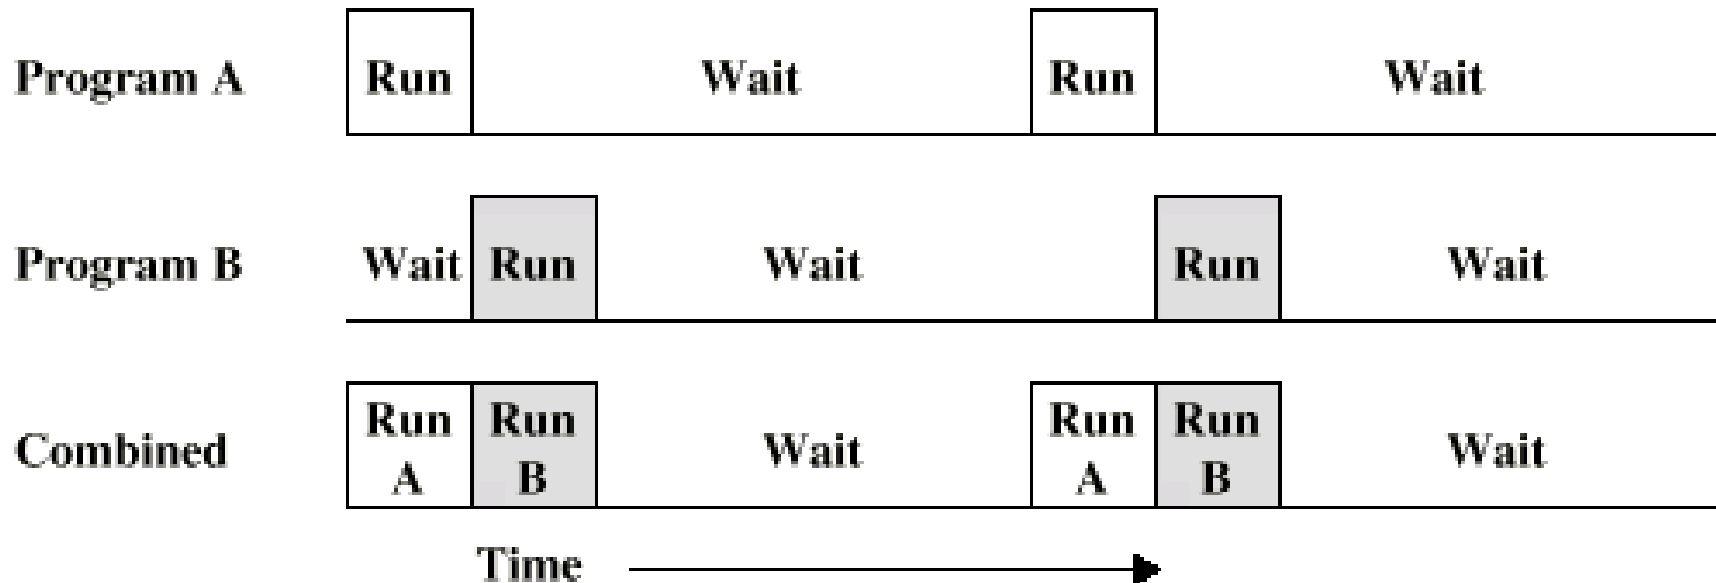 Program A Run Wait Run Wait
Program B Wait Run Wait Run Wait
Combined Run A Run B Wait Run A Run B Wait
Time